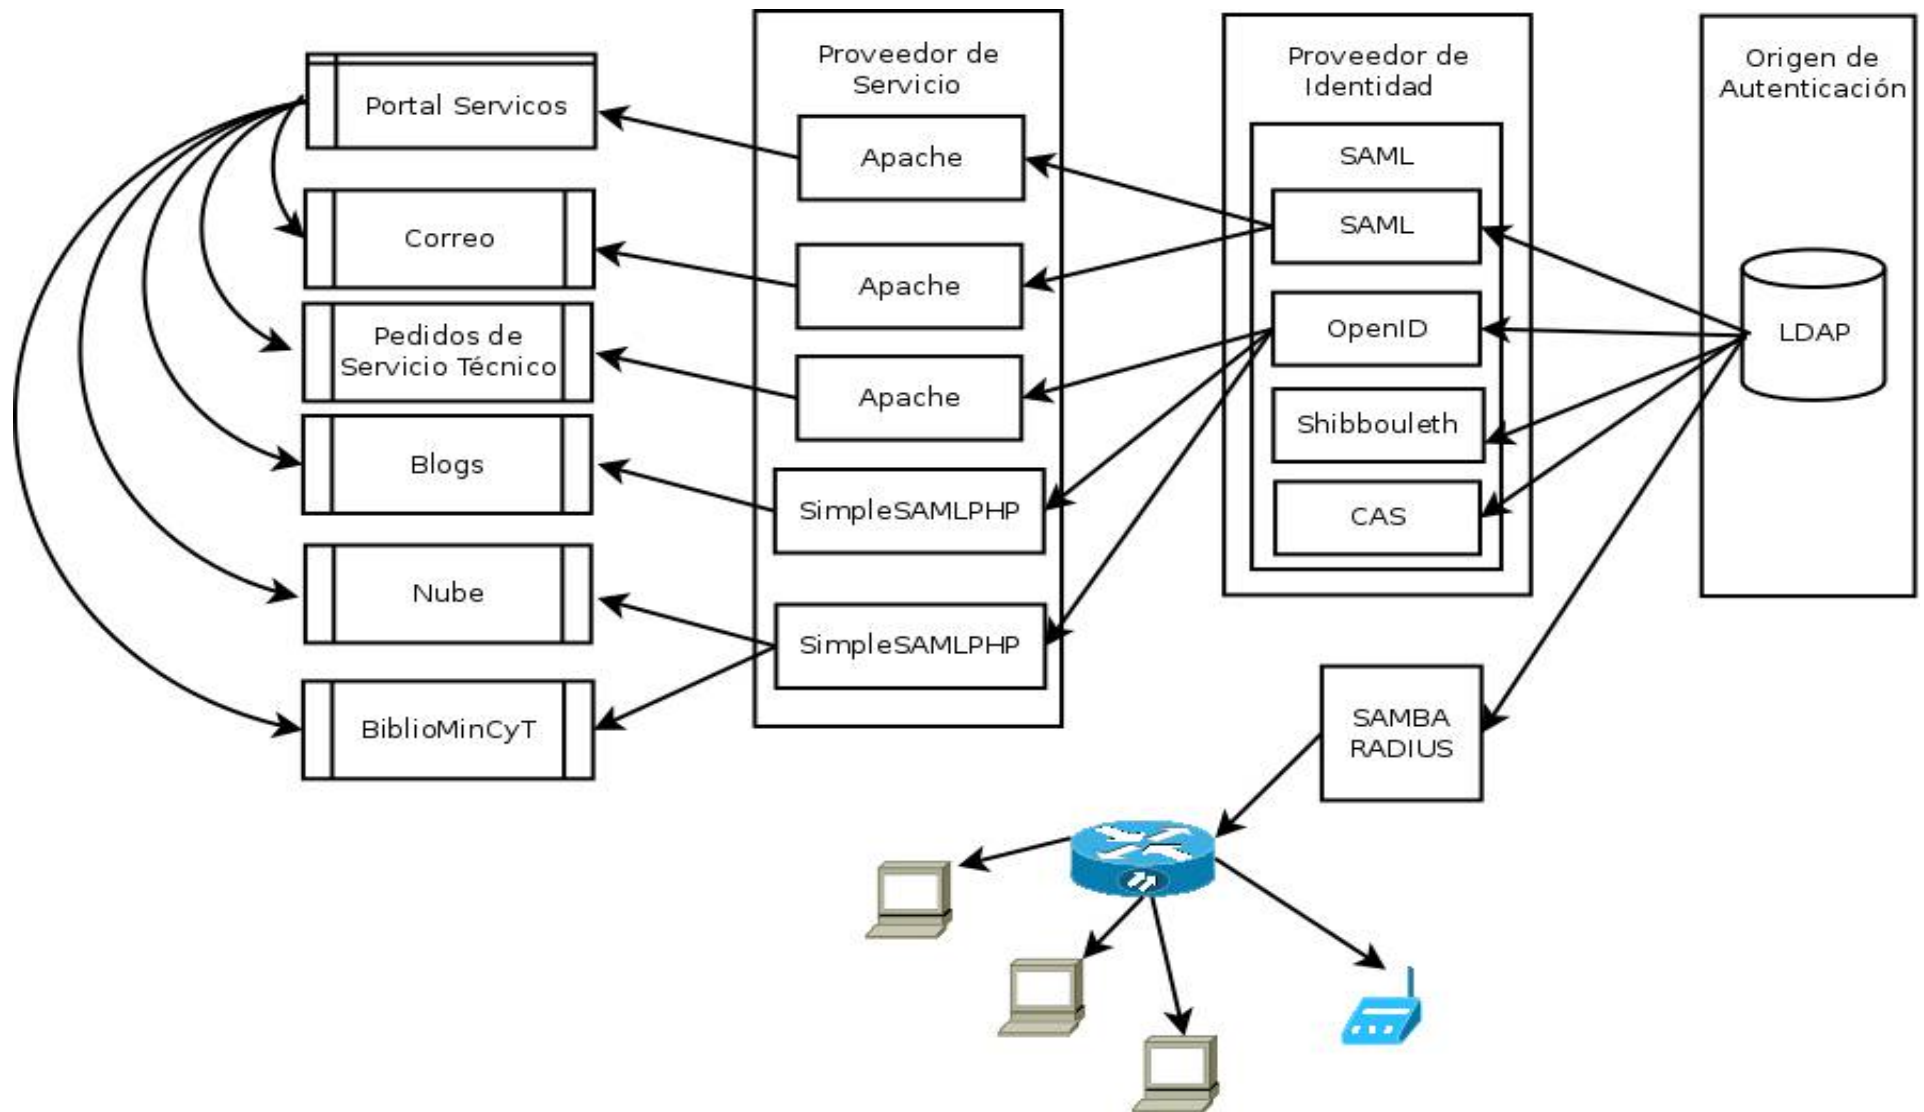 Portal Servicos
Correo
Pedidos de
Servicio Técnico
Blogs
Nube
BiblioMinCyT
Proveedor de
Servicio
Apache
Apache
Apache
SimpleSAMLPHP
SimpleSAMLPHP
Proveedor de
Identidad
SAML
SAML
OpenID
Shibbouleth
CAS
Origen de
Autenticación
LDAP
SAMBA
RADIUS